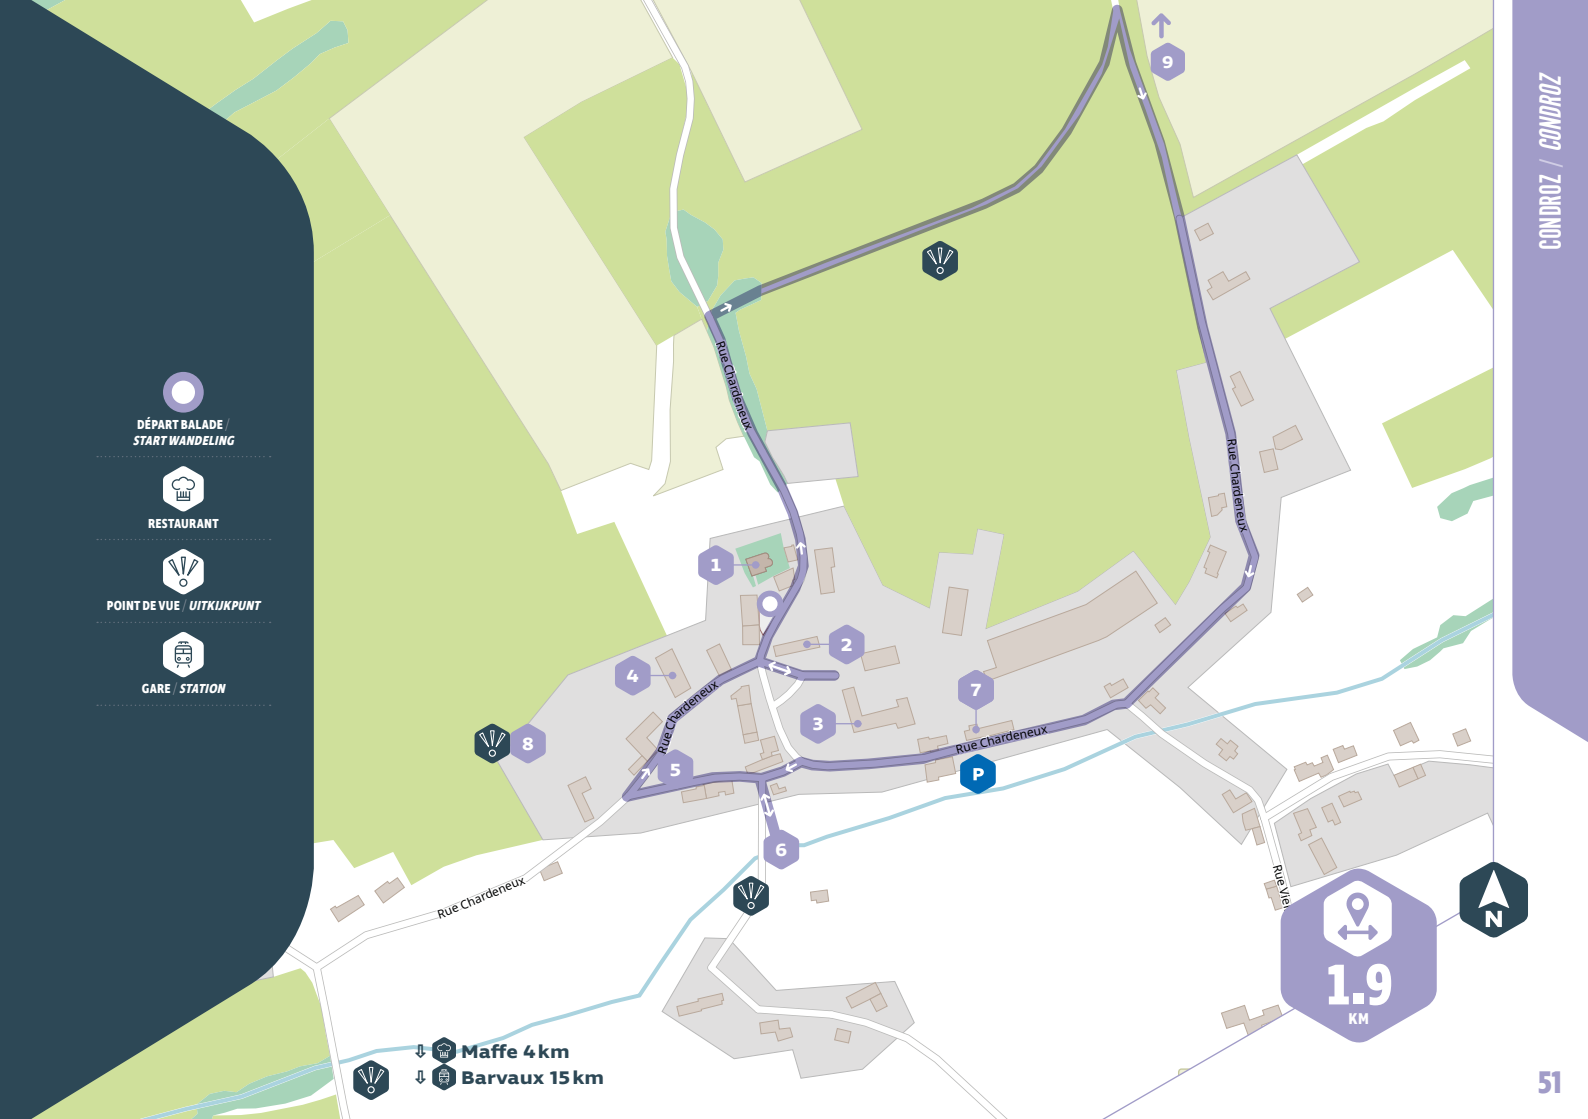 9
CONDROZ / CONDROZ
Rue Chardeneux
DÉPART BALADE /
START WANDELING
RESTAURANT
POINT DE VUE / UITKIJKPUNT
GARE / STATION
Rue Chardeneux
1
2
4
Rue Chardeneux
7
3
8
5
Rue Chardeneux
P
6
Rue Chardeneux
Rue Vie
1.9
KM
N
Maffe 4 km
Barvaux 15 km
51